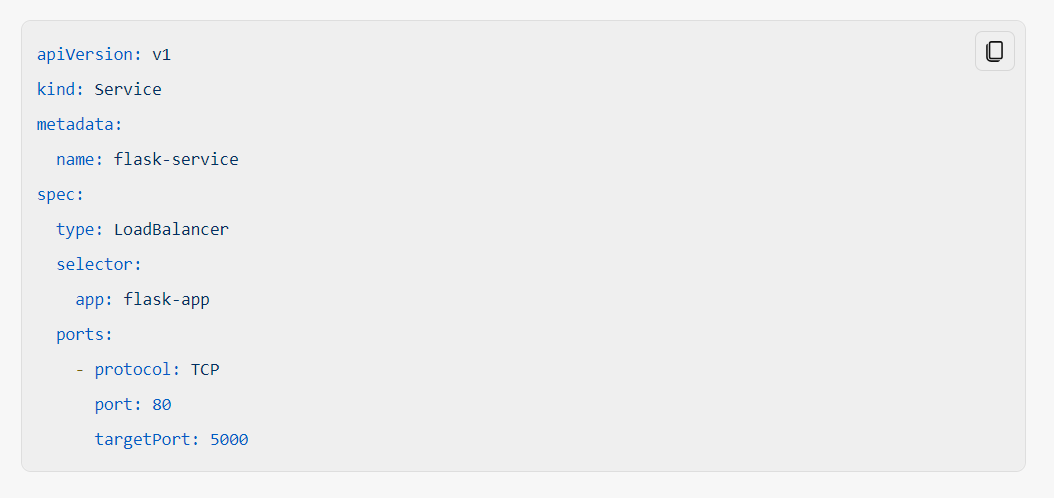 apiVersion: v1
kind: Service
metadata:
  name: flask-service
spec:
  type: LoadBalancer
  selector:
    app: flask-app
  ports:
    - protocol: TCP
      port: 80
      targetPort: 5000